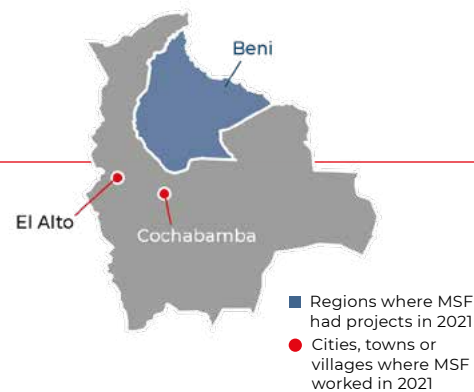 Beni
El Alto
Cochabamba
Regions where MSF
had projects in 2021
Cities, towns or
villages where MSF
worked in 2021